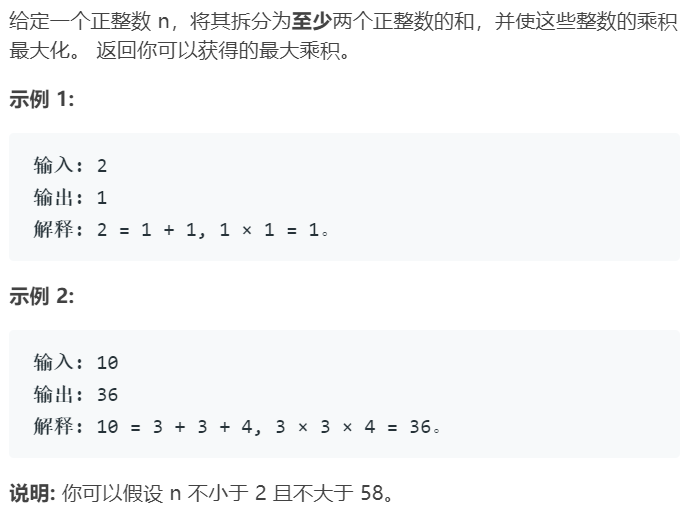 给定一个正整数 n，将其拆分为至少两个正整数的和，并使这些整数的乘积
最大化。 返回你可以获得的最大乘积。
示例 1:
输入: 2
输出: 1
解释: 2 = 1 + 1, 1 × 1 = 1。
示例 2:
输入: 10
输出: 36
解释: 10 = 3 + 3 + 4, 3 × 3 × 4 = 36。
说明: 你可以假设 n 不小于 2 且不大于 58。